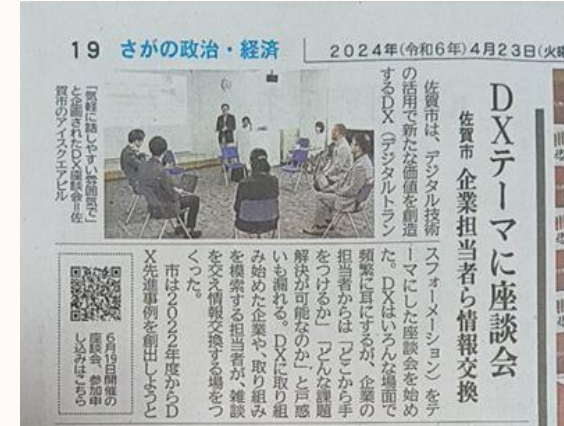 19 さがの政治・経済
2024年(令和6年)4月23日(火曜
DXテーマに座談会
佐賀市 企業担当者ら情報交換
佐賀市は、デジタル技術
の活用で新たな価値を創造
するDX(デジタルトラン
スフォーメーション)をテ
ーマにした座談会を始め
た。DXはいろんな場面で
頻繁に耳にするが、企業の
担当者からは「どこから手
をつけるか」「どんな課題
解決が可能なのか」と戸惑
いも漏れる。DXに取り組
み始めた企業や、取り組み
を模索する担当者が、雑談
を交え情報交換する場をつ
くった。
市は2022年度からD
X先進事例を創出しようと
「気軽に話しやすい雰囲気で」
と企画されたDX座談会=佐
賀市のアイスクエアビル
6月19日開催の
座談会、参加申
し込みはこちら